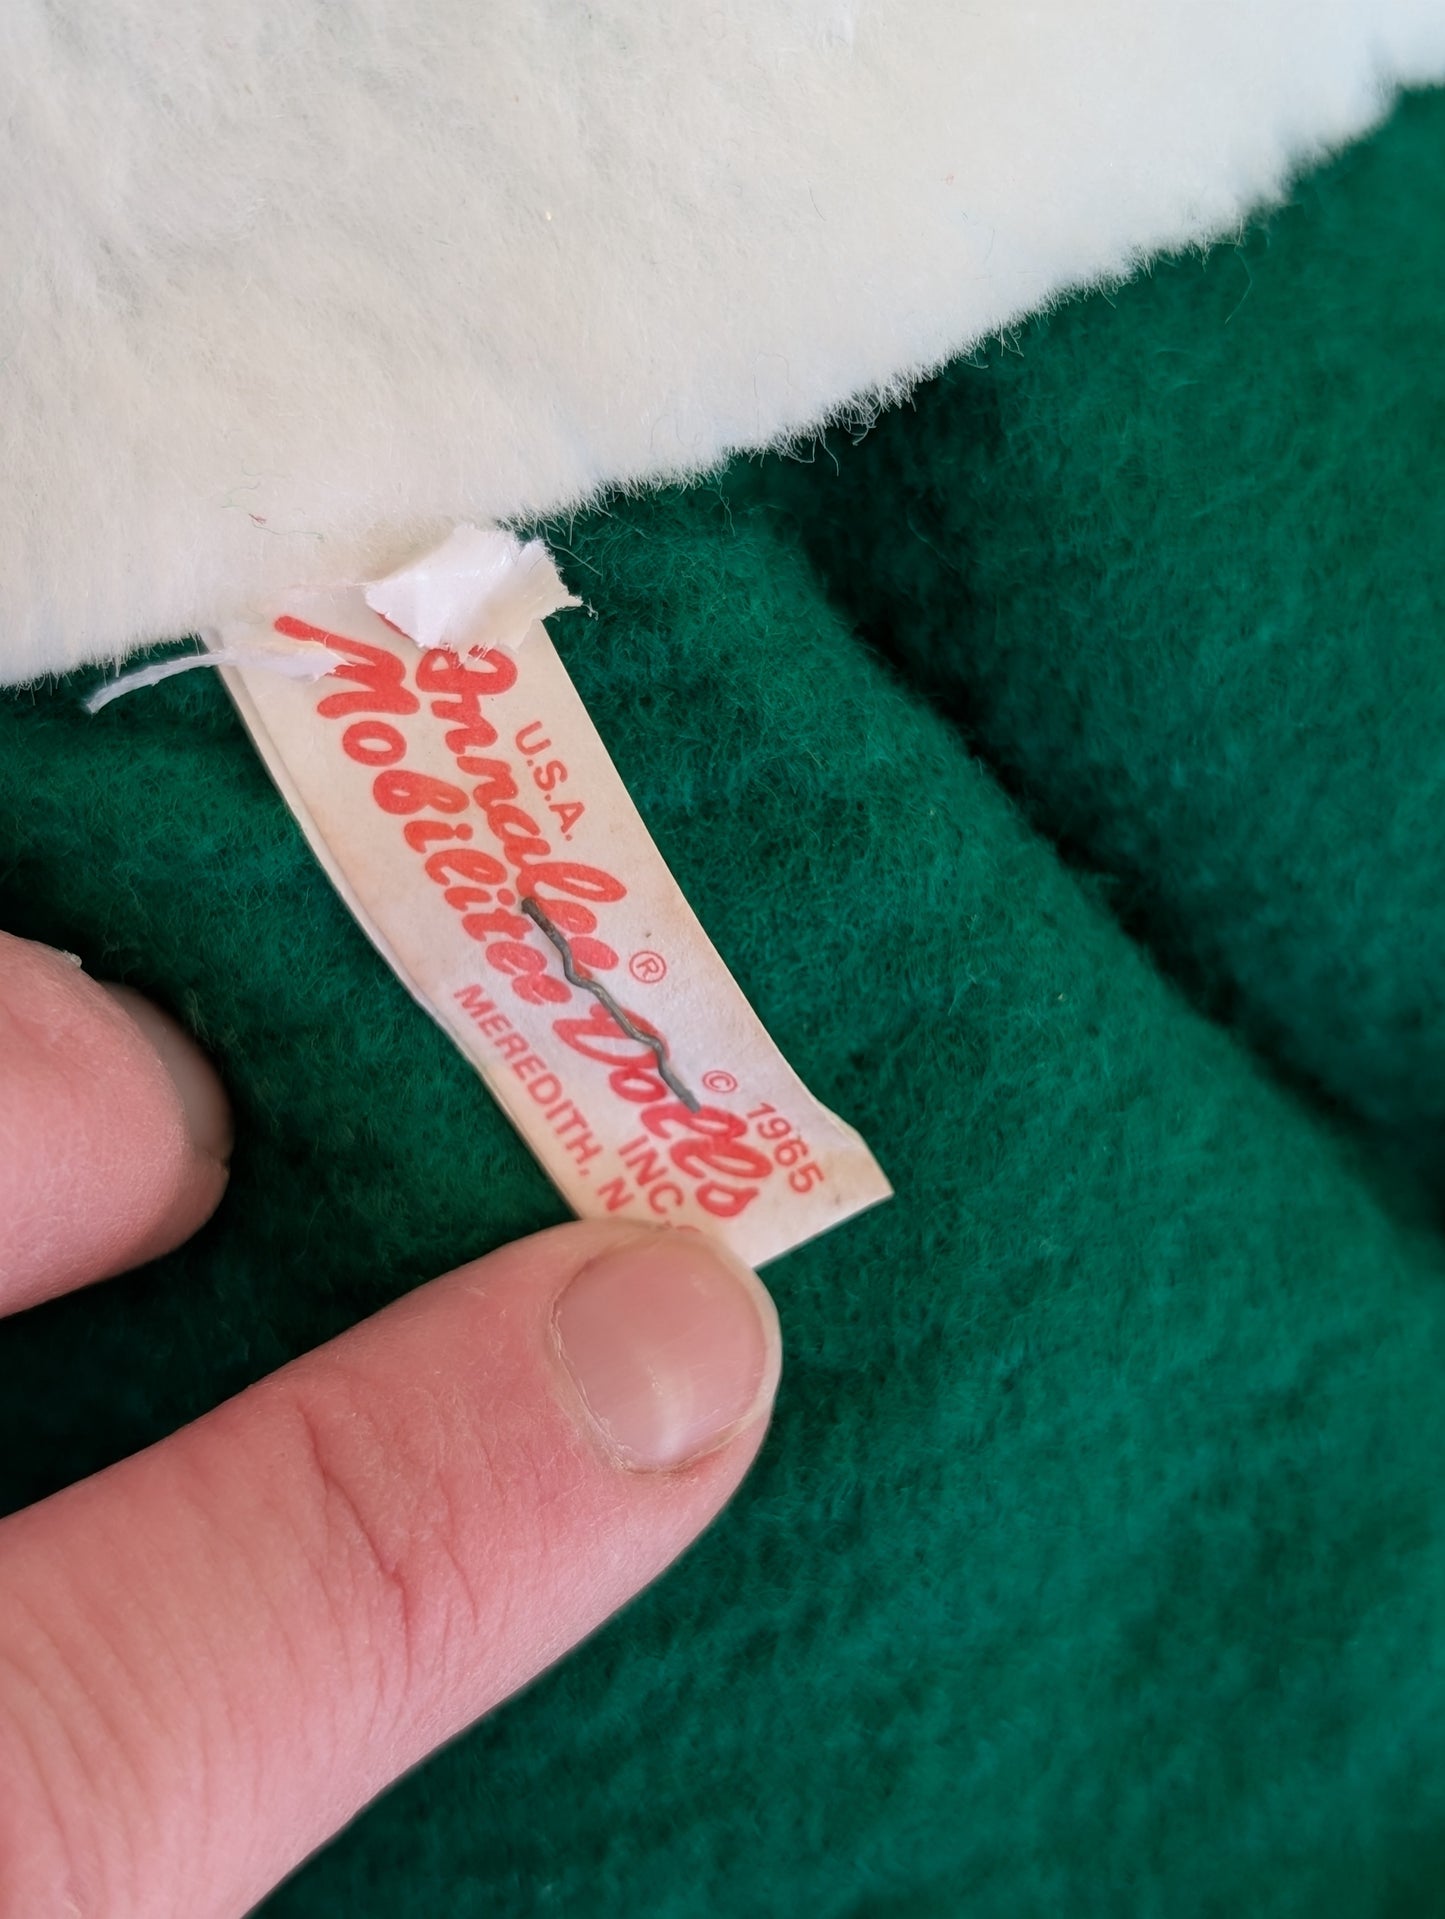 U.S.A.
Annalee ®
Mobilitee Dolls
© 1965
INC
MEREDITH, N